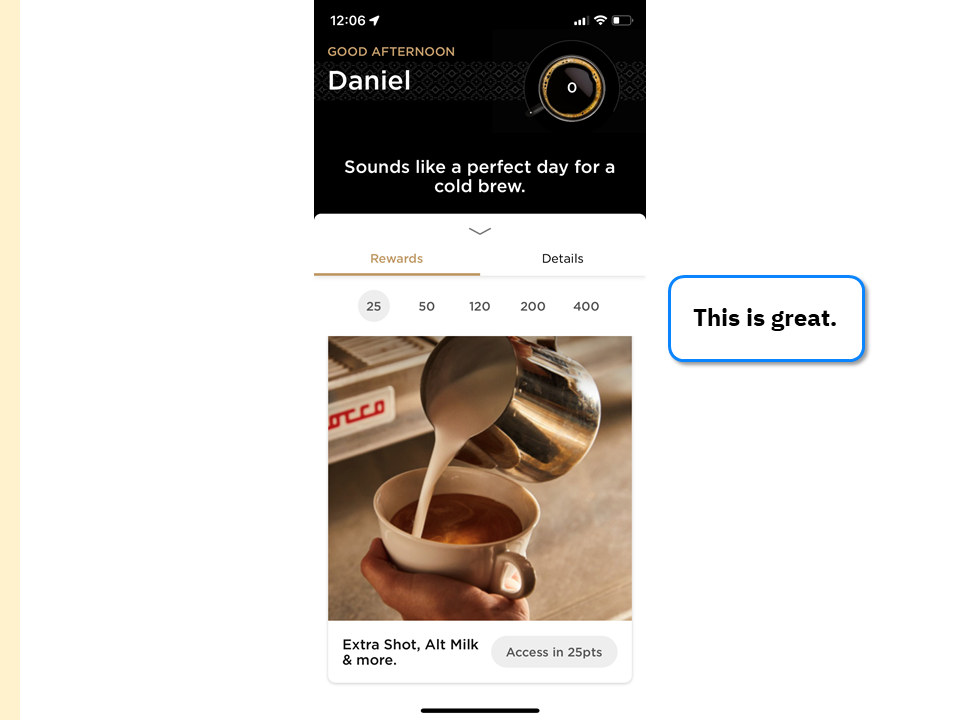 12:06
GOOD AFTERNOON
Daniel
0
Sounds like a perfect day for a
cold brew.
Rewards
Details
25
50
120
200
400
This is great.
occo
Extra Shot, Alt Milk
& more.
Access in 25pts